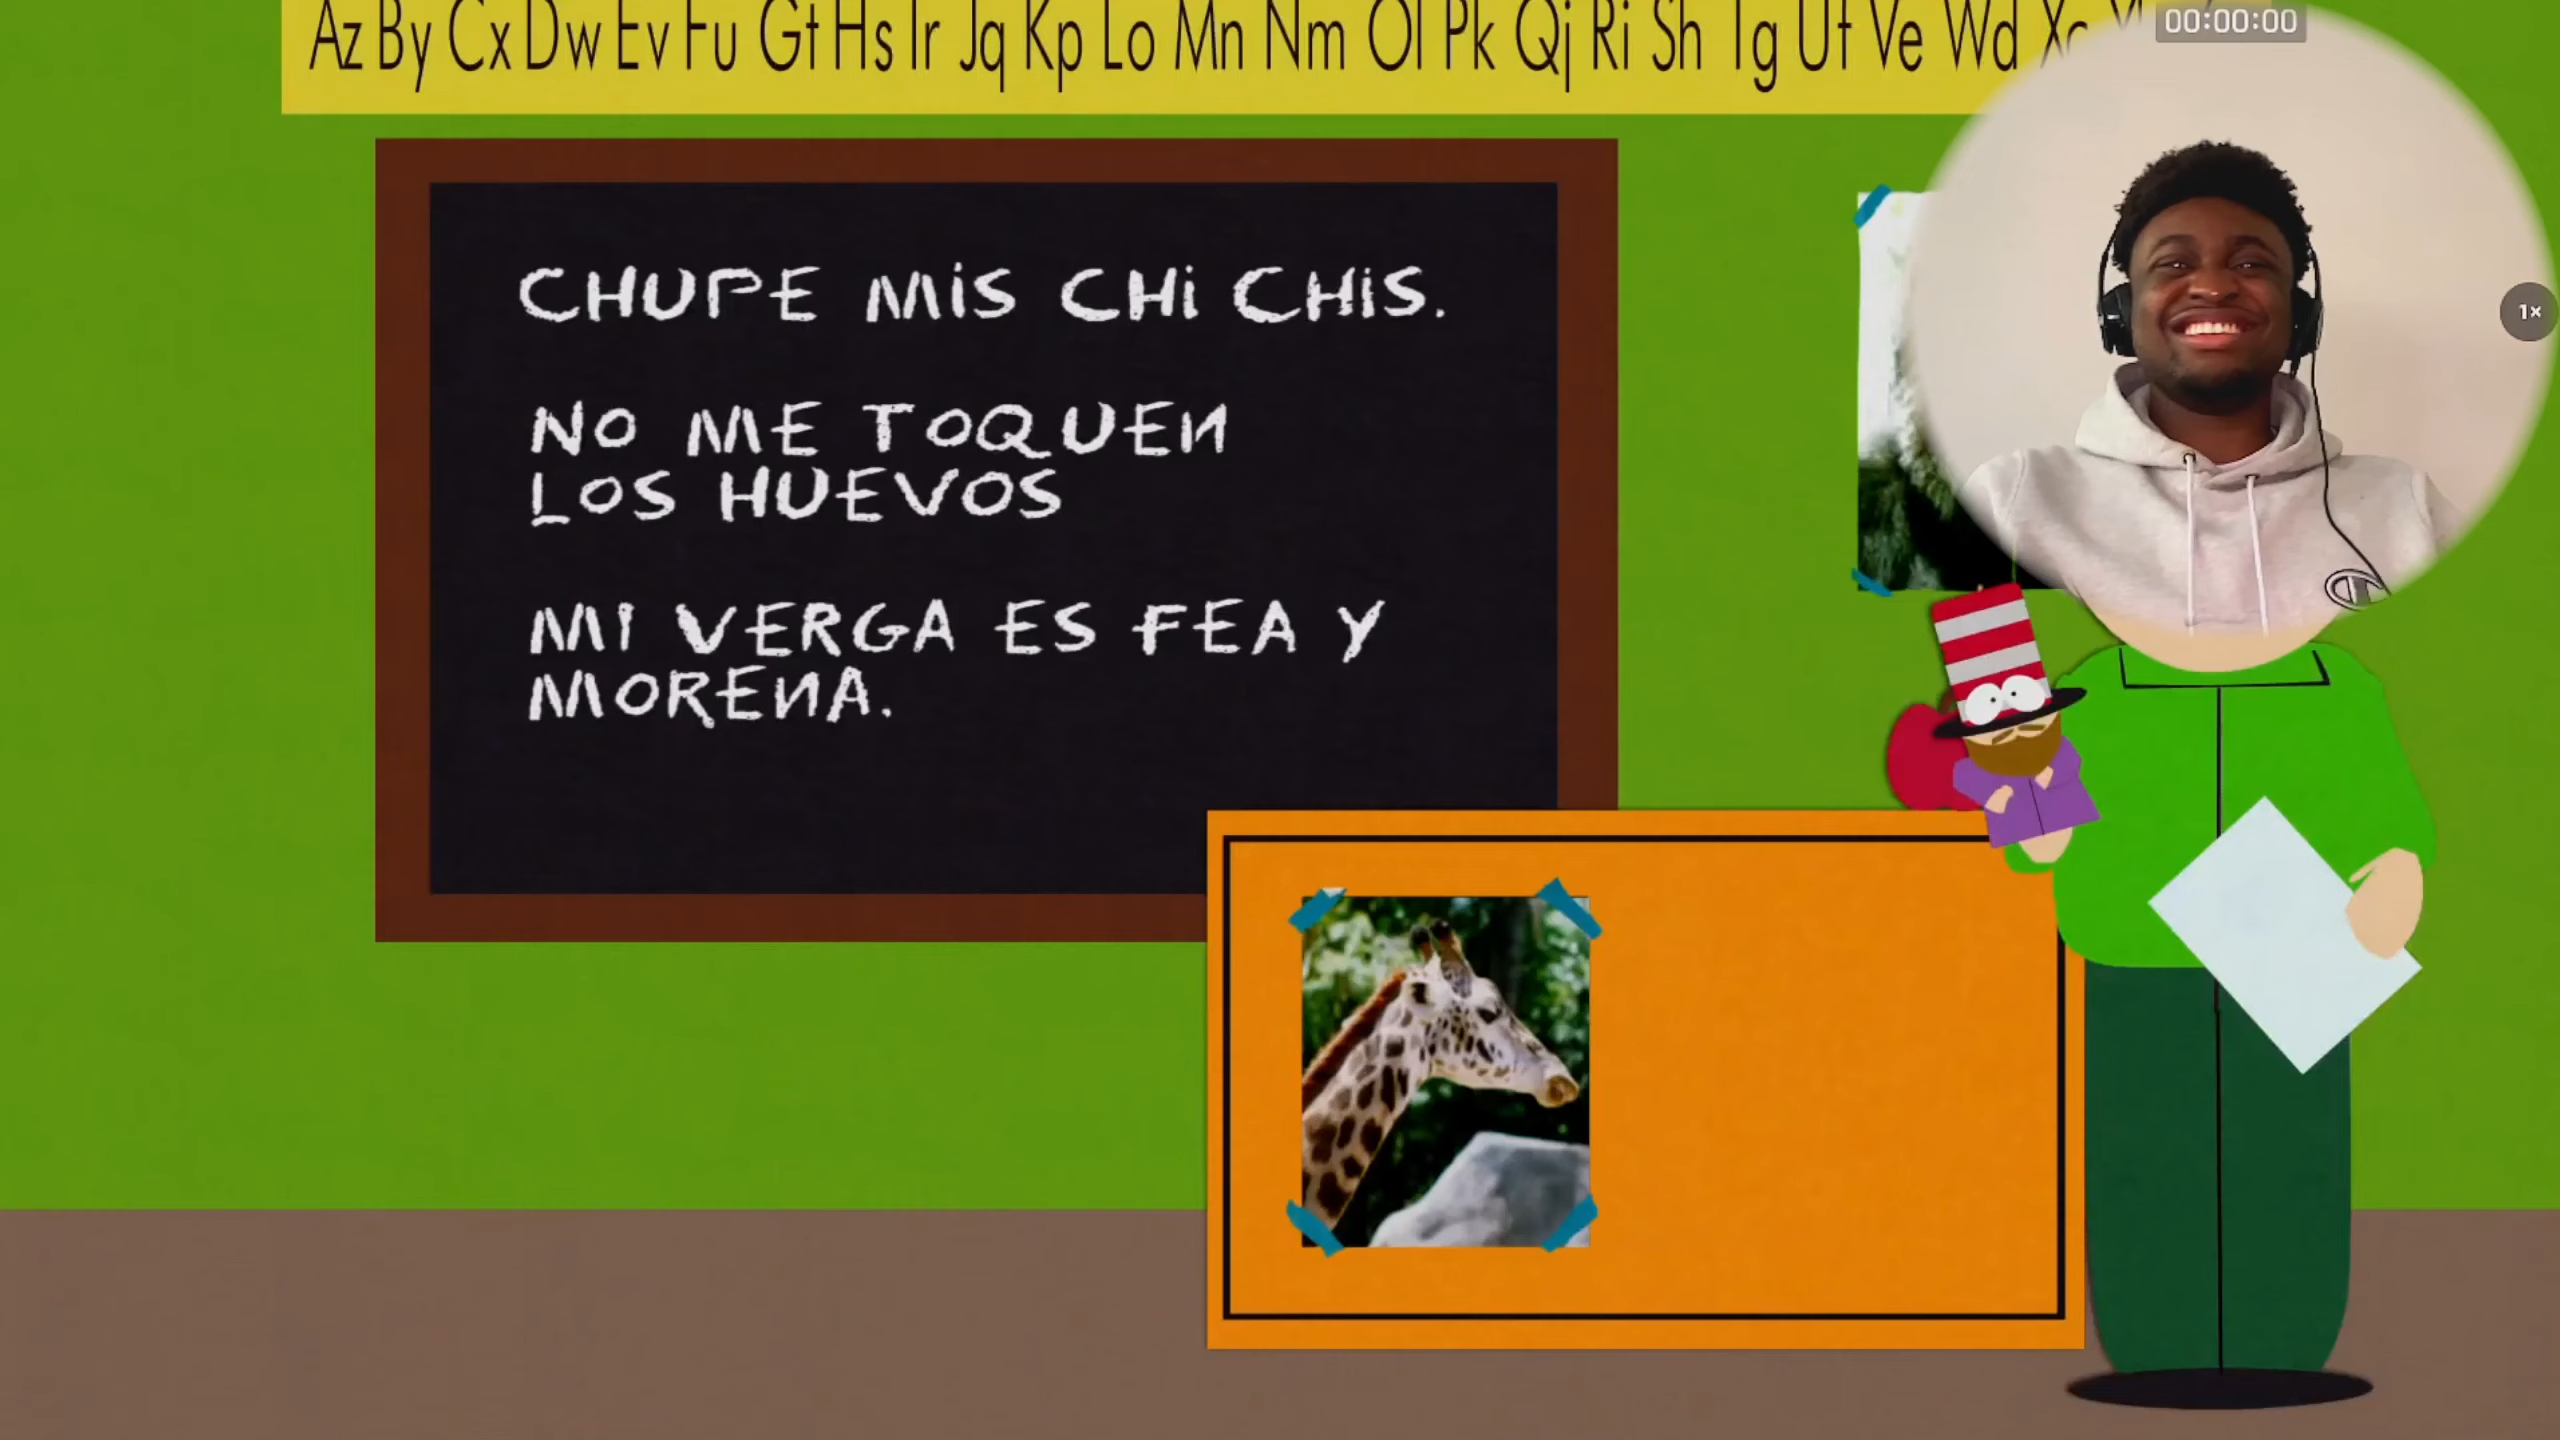 Az By Cx Dw Ev Fu Gt Hs Ir Jq Kp Lo Mn Nm Ol Pk Qj Ri Sh Tg Uf Ve Wd Xc
00:00:00
1×
CHUPE MiS CHi CHiS.
NO ME TOQUEN
LOS HUEVOS
MI VERGA ES FEA Y
MORENA.